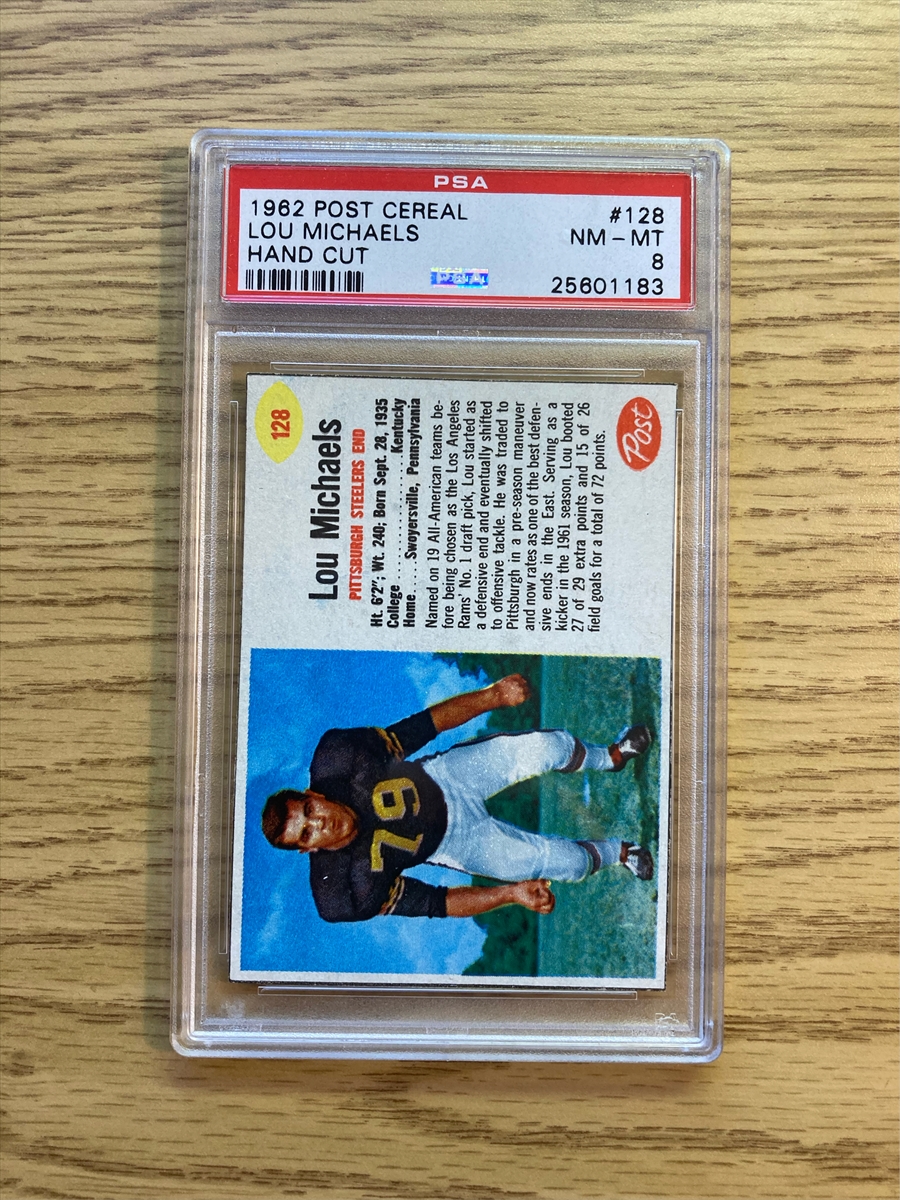 PSA
1962 POST CEREAL #128
LOU MICHAELS NM - MT
HAND CUT 8
25601183
128
Lou Michaels
PITTSBURGH STEELERS END
Ht. 6'2"; Wt. 240; Born Sept. 28, 1935
College ............ Kentucky
Home..... Swoyersville, Pennsylvania
Named on 19 All-American teams be-
fore being chosen as the Los Angeles
Rams' No. 1 draft pick, Lou started as
a defensive end and eventually shifted
to offensive tackle. He was traded to
Pittsburgh in a pre-season maneuver
and now rates as one of the best defen-
sive ends in the East. Serving as a
kicker in the 1961 season, Lou booted
27 of 29 extra points and 15 of 26
field goals for a total of 72 points.
Post
79